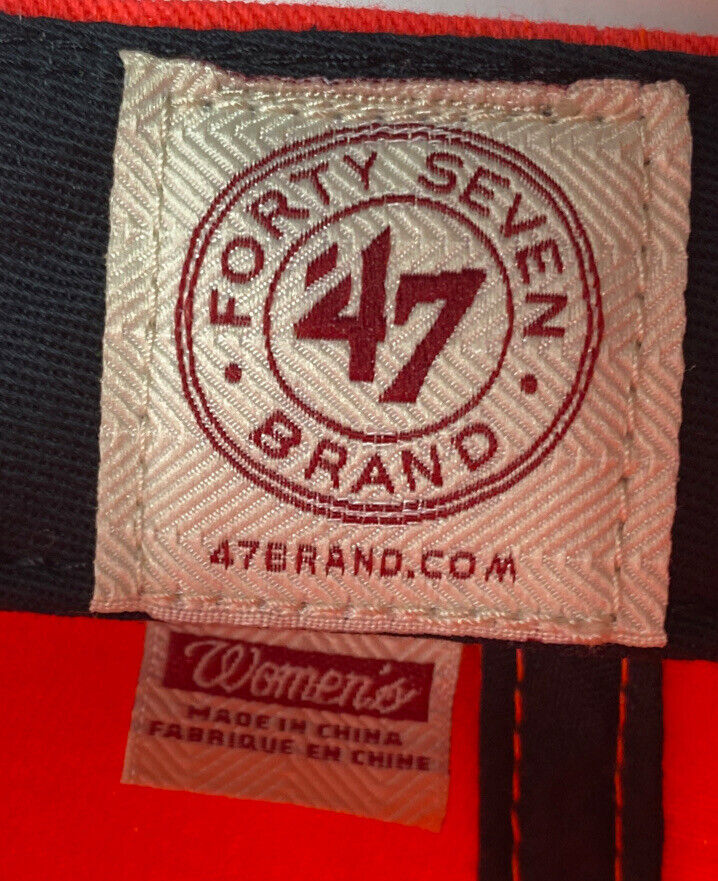 FORTY SEVEN
47
• BRAND •
47BRAND.COM
Women's
MADE IN CHINA
FABRIQUE EN CHINE